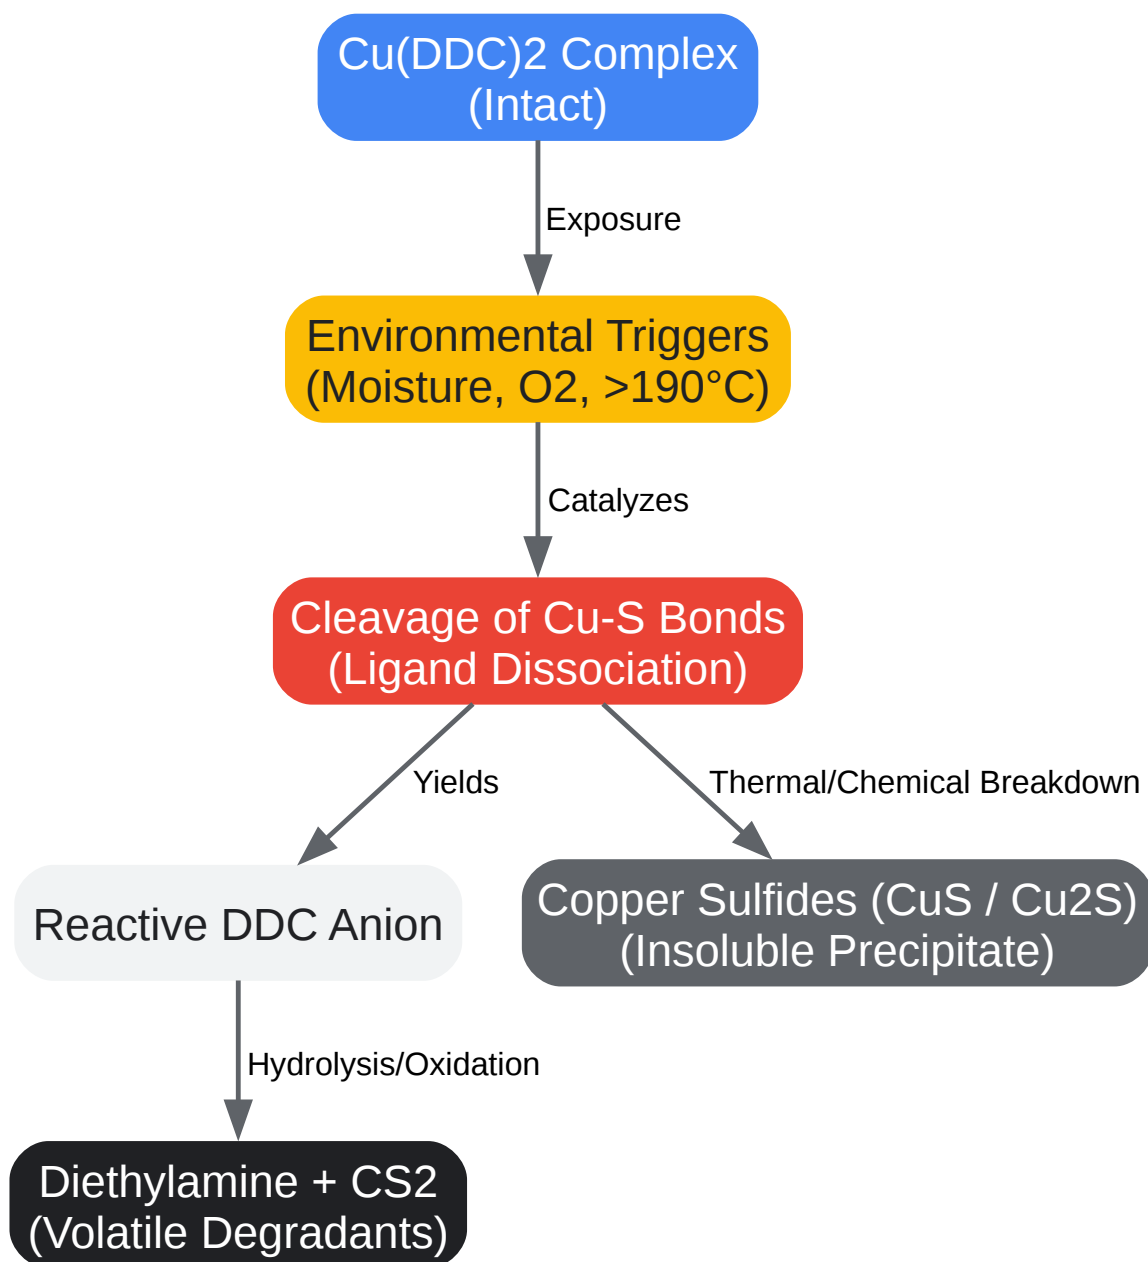 Cu(DDC)2 Complex
(Intact)
Exposure
Environmental Triggers
(Moisture, O2, >190°C)
Catalyzes
Cleavage of Cu-S Bonds
(Ligand Dissociation)
Yields
Thermal/Chemical Breakdown
Reactive DDC Anion
Copper Sulfides (CuS / Cu2S)
(Insoluble Precipitate)
Hydrolysis/Oxidation
Diethylamine + CS2
(Volatile Degradants)